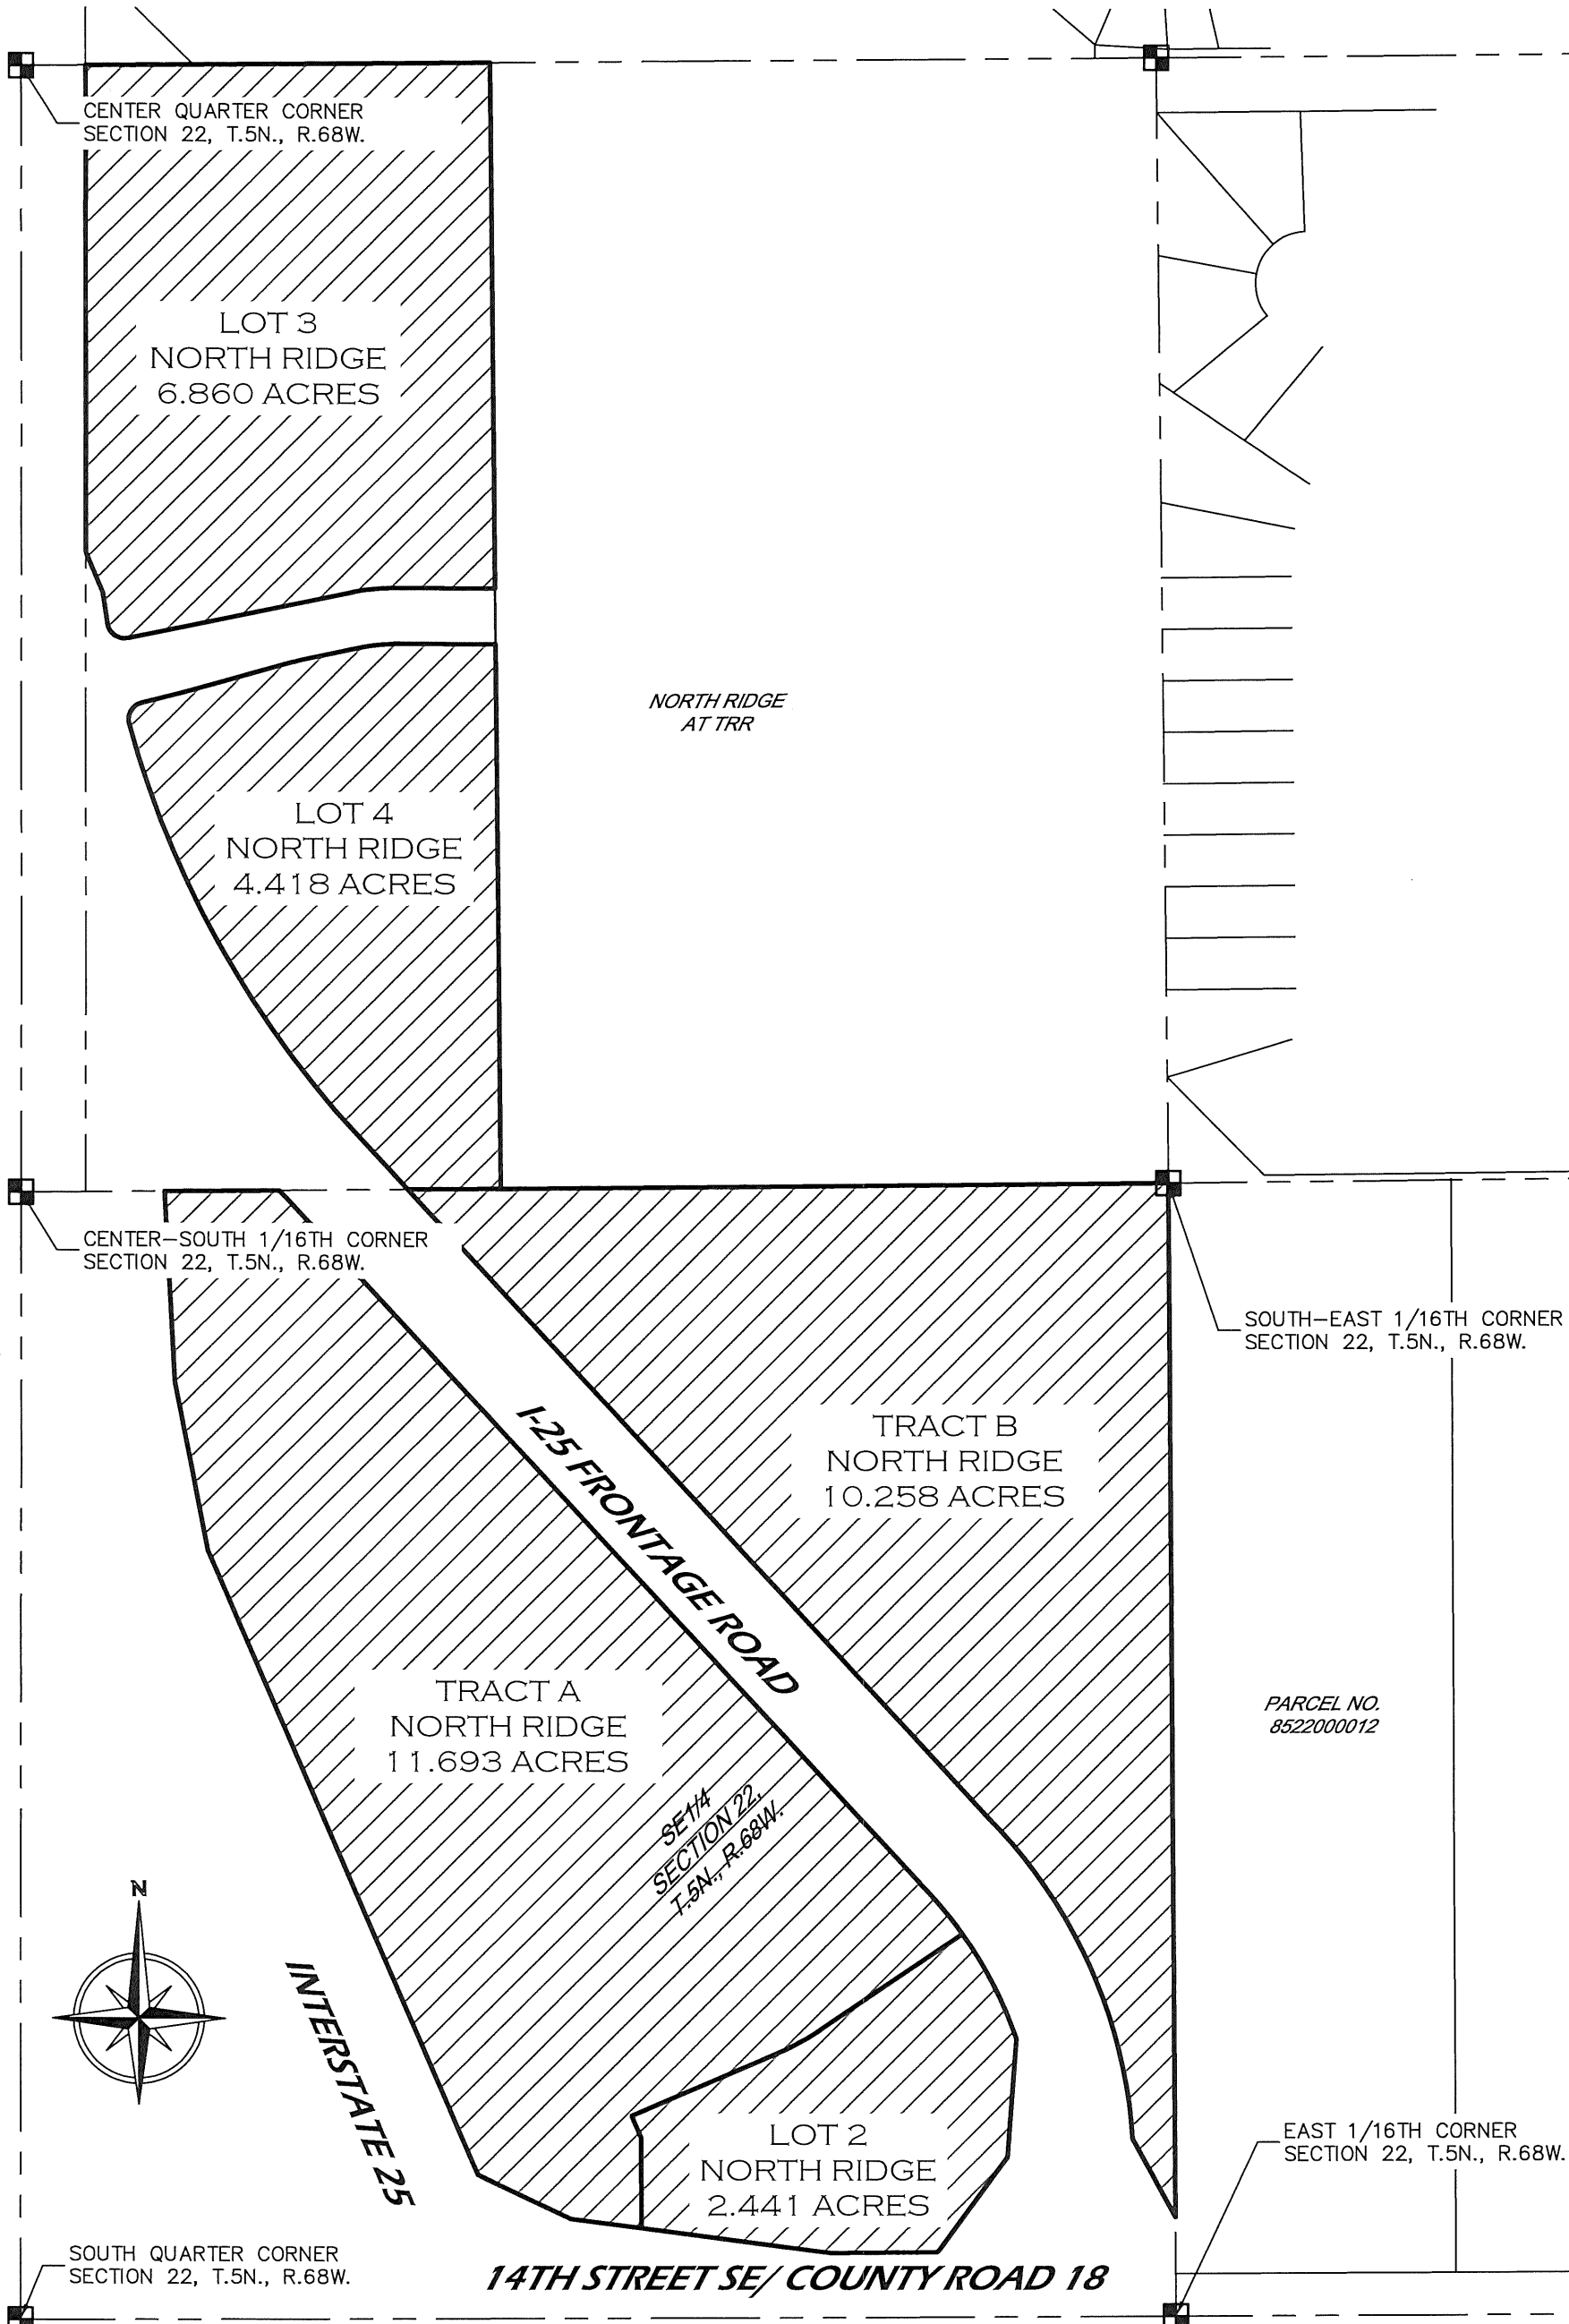 CENTER QUARTER CORNER
SECTION 22, T.5N., R.68W.
LOT 3
NORTH RIDGE
6.860 ACRES
NORTH RIDGE
AT TRR
LOT 4
NORTH RIDGE
4.418 ACRES
CENTER-SOUTH 1/16TH CORNER
SECTION 22, T.5N., R.68W.
SOUTH-EAST 1/16TH CORNER
SECTION 22, T.5N., R.68W.
I-25 FRONTAGE ROAD
TRACT B
NORTH RIDGE
10.258 ACRES
TRACT A
NORTH RIDGE
11.693 ACRES
PARCEL NO.
8522000012
SE1/4
SECTION 22,
T.5N., R.68W.
N
INTERSTATE 25
LOT 2
NORTH RIDGE
2.441 ACRES
EAST 1/16TH CORNER
SECTION 22, T.5N., R.68W.
SOUTH QUARTER CORNER
SECTION 22, T.5N., R.68W.
14TH STREET SE/ COUNTY ROAD 18